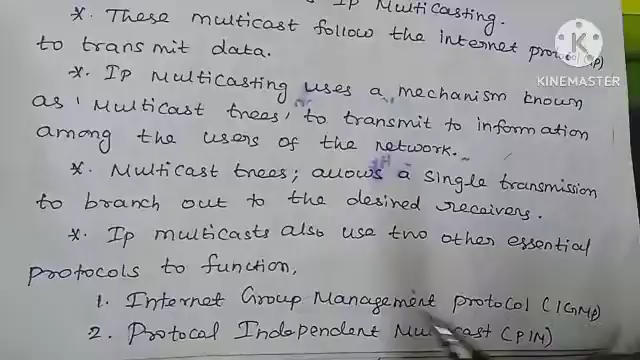 Ip Multicasting.
* These multicast follow the internet protocol (IP)
to transmit data.
KINEMASTER
* Ip Multicasting uses a mechanism known
as 'Multicast trees' to transmit to information
among the users of the network.
* Multicast trees; allows a single transmission
to branch out to the desired receivers.
* Ip multicasts also use two other essential
protocols to function,
1. Internet Group Management protocol (IGMP)
2. Protocal Independent Multicast (PIM)